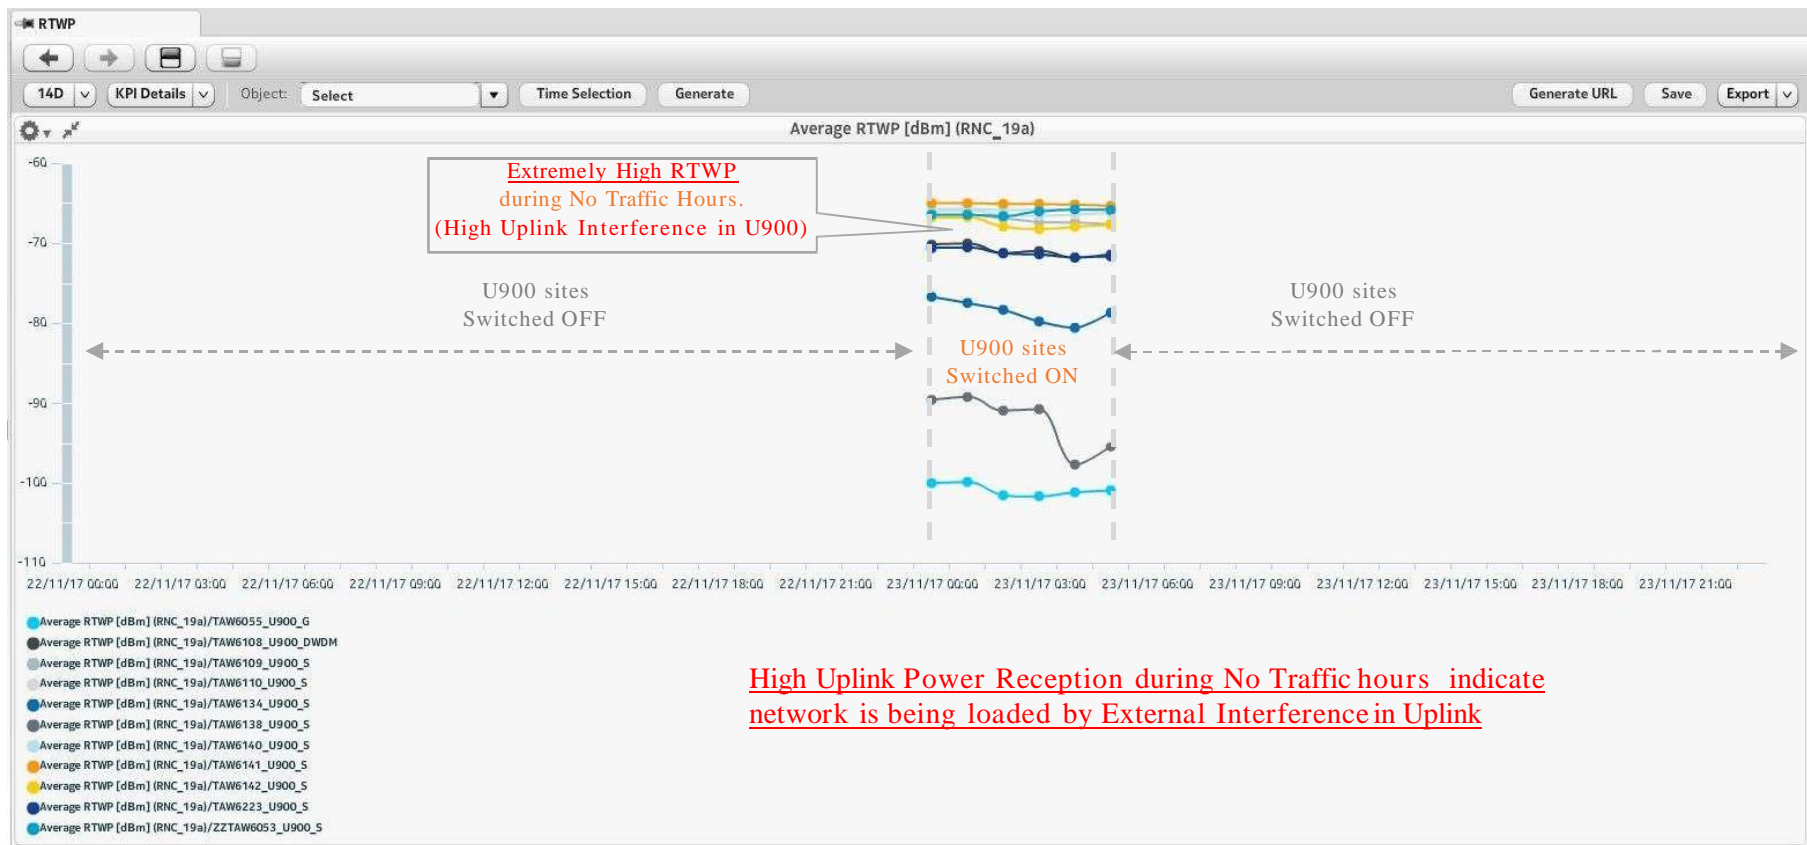 RTWP
14D
KPI Details
Object:
Select
Time Selection
Generate
Generate URL
Save
Export
Average RTWP [dBm] (RNC_19a)
-60
-70
-80
-90
-100
-110
Extremely High RTWP
during No Traffic Hours.
(High Uplink Interference in U900)
U900 sites
Switched OFF
U900 sites
Switched ON
U900 sites
Switched OFF
22/11/17 00:00 22/11/17 03:00 22/11/17 06:00 22/11/17 09:00 22/11/17 12:00 22/11/17 15:00 22/11/17 18:00 22/11/17 21:00 23/11/17 00:00 23/11/17 03:00 23/11/17 06:00 23/11/17 09:00 23/11/17 12:00 23/11/17 15:00 23/11/17 18:00 23/11/17 21:00
Average RTWP [dBm] (RNC_19a)/TAW6055_U900_G
Average RTWP [dBm] (RNC_19a)/TAW6108_U900_DWDM
Average RTWP [dBm] (RNC_19a)/TAW6109_U900_S
Average RTWP [dBm] (RNC_19a)/TAW6110_U900_S
Average RTWP [dBm] (RNC_19a)/TAW6134_U900_S
Average RTWP [dBm] (RNC_19a)/TAW6138_U900_S
Average RTWP [dBm] (RNC_19a)/TAW6140_U900_S
Average RTWP [dBm] (RNC_19a)/TAW6141_U900_S
Average RTWP [dBm] (RNC_19a)/TAW6142_U900_S
Average RTWP [dBm] (RNC_19a)/TAW6223_U900_S
Average RTWP [dBm] (RNC_19a)/ZZTAW6053_U900_S
High Uplink Power Reception during No Traffic hours indicate
network is being loaded by External Interference in Uplink